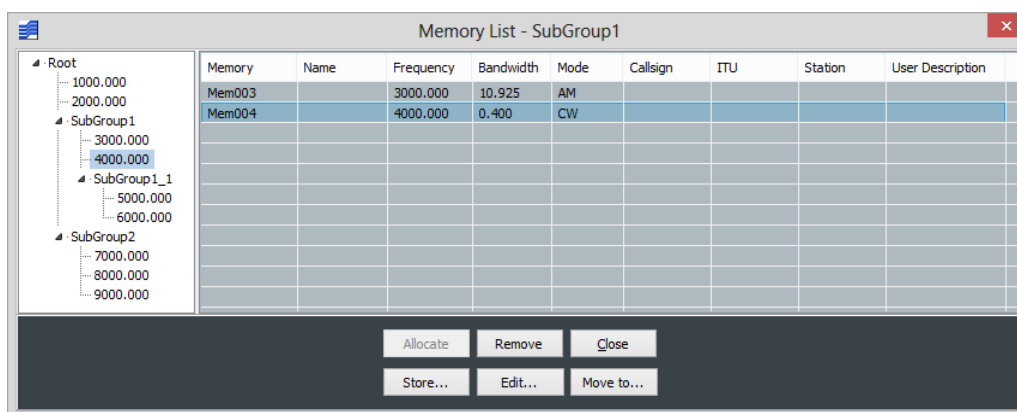 Memory List - SubGroup1
Root
1000.000
2000.000
SubGroup1
3000.000
4000.000
SubGroup1_1
5000.000
6000.000
SubGroup2
7000.000
8000.000
9000.000
Memory Name Frequency Bandwidth Mode Callsign ITU Station User Description
Mem003 3000.000 10.925 AM
Mem004 4000.000 0.400 CW
Allocate Remove Close
Store... Edit... Move to...